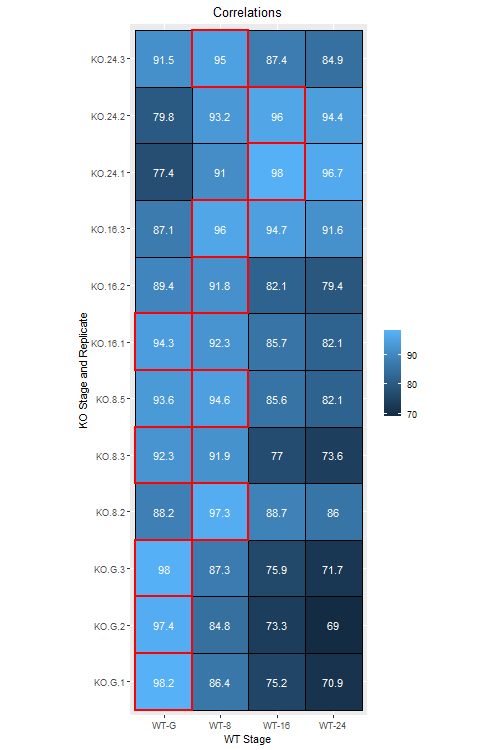 Correlations
KO Stage and Replicate
KO.24.3 91.5 95 87.4 84.9
KO.24.2 79.8 93.2 96 94.4
KO.24.1 77.4 91 98 96.7
KO.16.3 87.1 96 94.7 91.6
KO.16.2 89.4 91.8 82.1 79.4
KO.16.1 94.3 92.3 85.7 82.1
KO.8.5 93.6 94.6 85.6 82.1
KO.8.3 92.3 91.9 77 73.6
KO.8.2 88.2 97.3 88.7 86
KO.G.3 98 87.3 75.9 71.7
KO.G.2 97.4 84.8 73.3 69
KO.G.1 98.2 86.4 75.2 70.9
WT-G WT-8 WT-16 WT-24
WT Stage
90
80
70